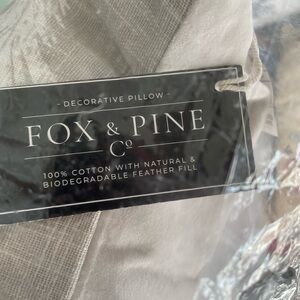 - DECORATIVE PILLOW -
FOX & PINE
Co
100% COTTON WITH NATURAL &
BIODEGRADABLE FEATHER FILL